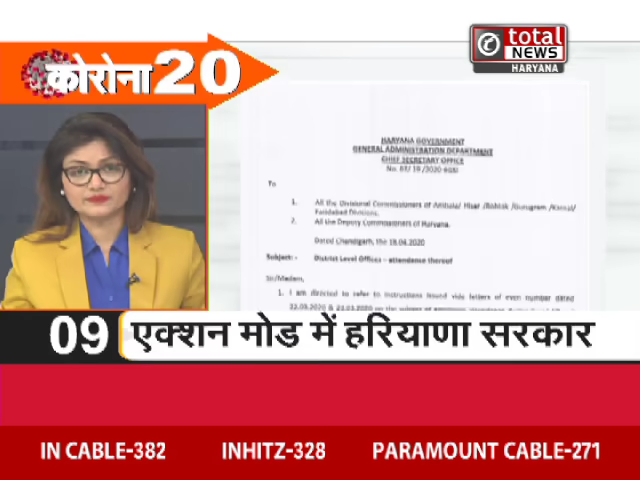 कोरोना 20
total
NEWS
HARYANA
HARYANA GOVERNMENT
GENERAL ADMINISTRATION DEPARTMENT
CHIEF SECRETARY OFFICE
To
1. All the Divisional Commissioners of Ambala/ Hisar /Rohtak /Gurugram /Karnal/
Faridabad Divisions.
2. All the Deputy Commissioners of Haryana.
Dated Chandigarh, the 19.04.2020
Subject:- District Level Offices – attendance thereof
Sir/Madam,
1. I am directed to refer to instructions issued vide letters of even number dated
09 एक्शन मोड में हरियाणा सरकार
IN CABLE-382 INHITZ-328 PARAMOUNT CABLE-271